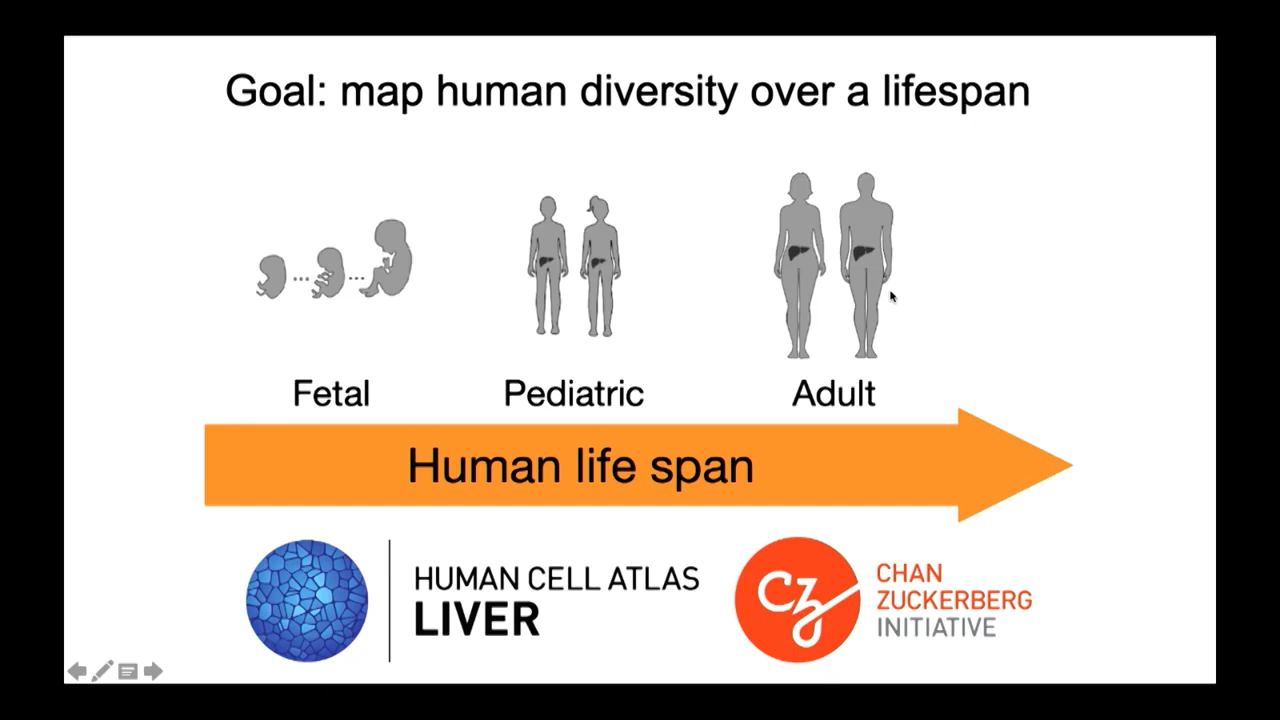 Goal: map human diversity over a lifespan
Fetal
Pediatric
Adult
Human life span
HUMAN CELL ATLAS
LIVER
cz
CHAN
ZUCKERBERG
INITIATIVE